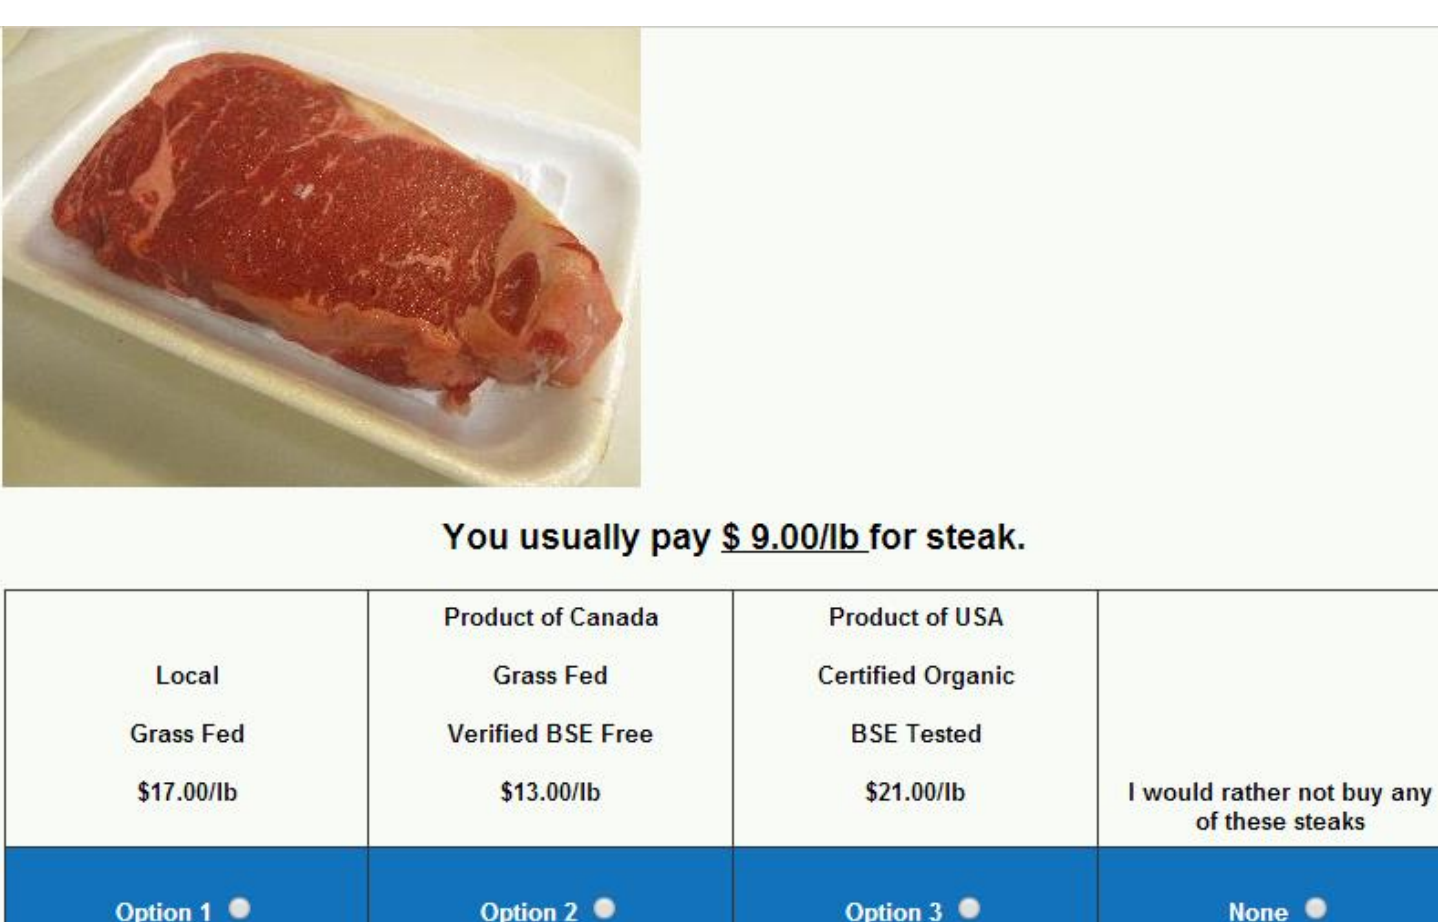 You usually pay $ 9.00/lb for steak.
Local
Grass Fed
$17.00/lb
Product of Canada
Grass Fed
Verified BSE Free
$13.00/lb
Product of USA
Certified Organic
BSE Tested
$21.00/lb
I would rather not buy any
of these steaks
Option 1
Option 2
Option 3
None